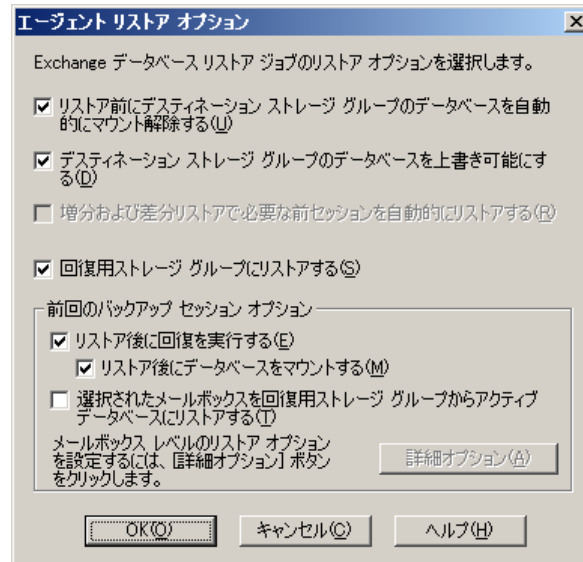 エージェント リストア オプション
Exchange データベース リストア ジョブのリストア オプションを選択します。
リストア前にデスティネーション ストレージ グループのデータベースを自動
的にマウント解除する(U)
デスティネーション ストレージ グループのデータベースを上書き可能にす
る(D)
増分および差分リストアで必要な前セッションを自動的にリストアする(R)
回復用ストレージ グループにリストアする(S)
前回のバックアップ セッション オプション
リストア後に回復を実行する(E)
リストア後にデータベースをマウントする(M)
選択されたメールボックスを回復用ストレージ グループからアクティブ
データベースにリストアする(T)
メールボックス レベルのリストア オプション
を設定するには、[詳細オプション] ボタン
をクリックします。
詳細オプション(A)
OK(O)
キャンセル(C)
ヘルプ(H)